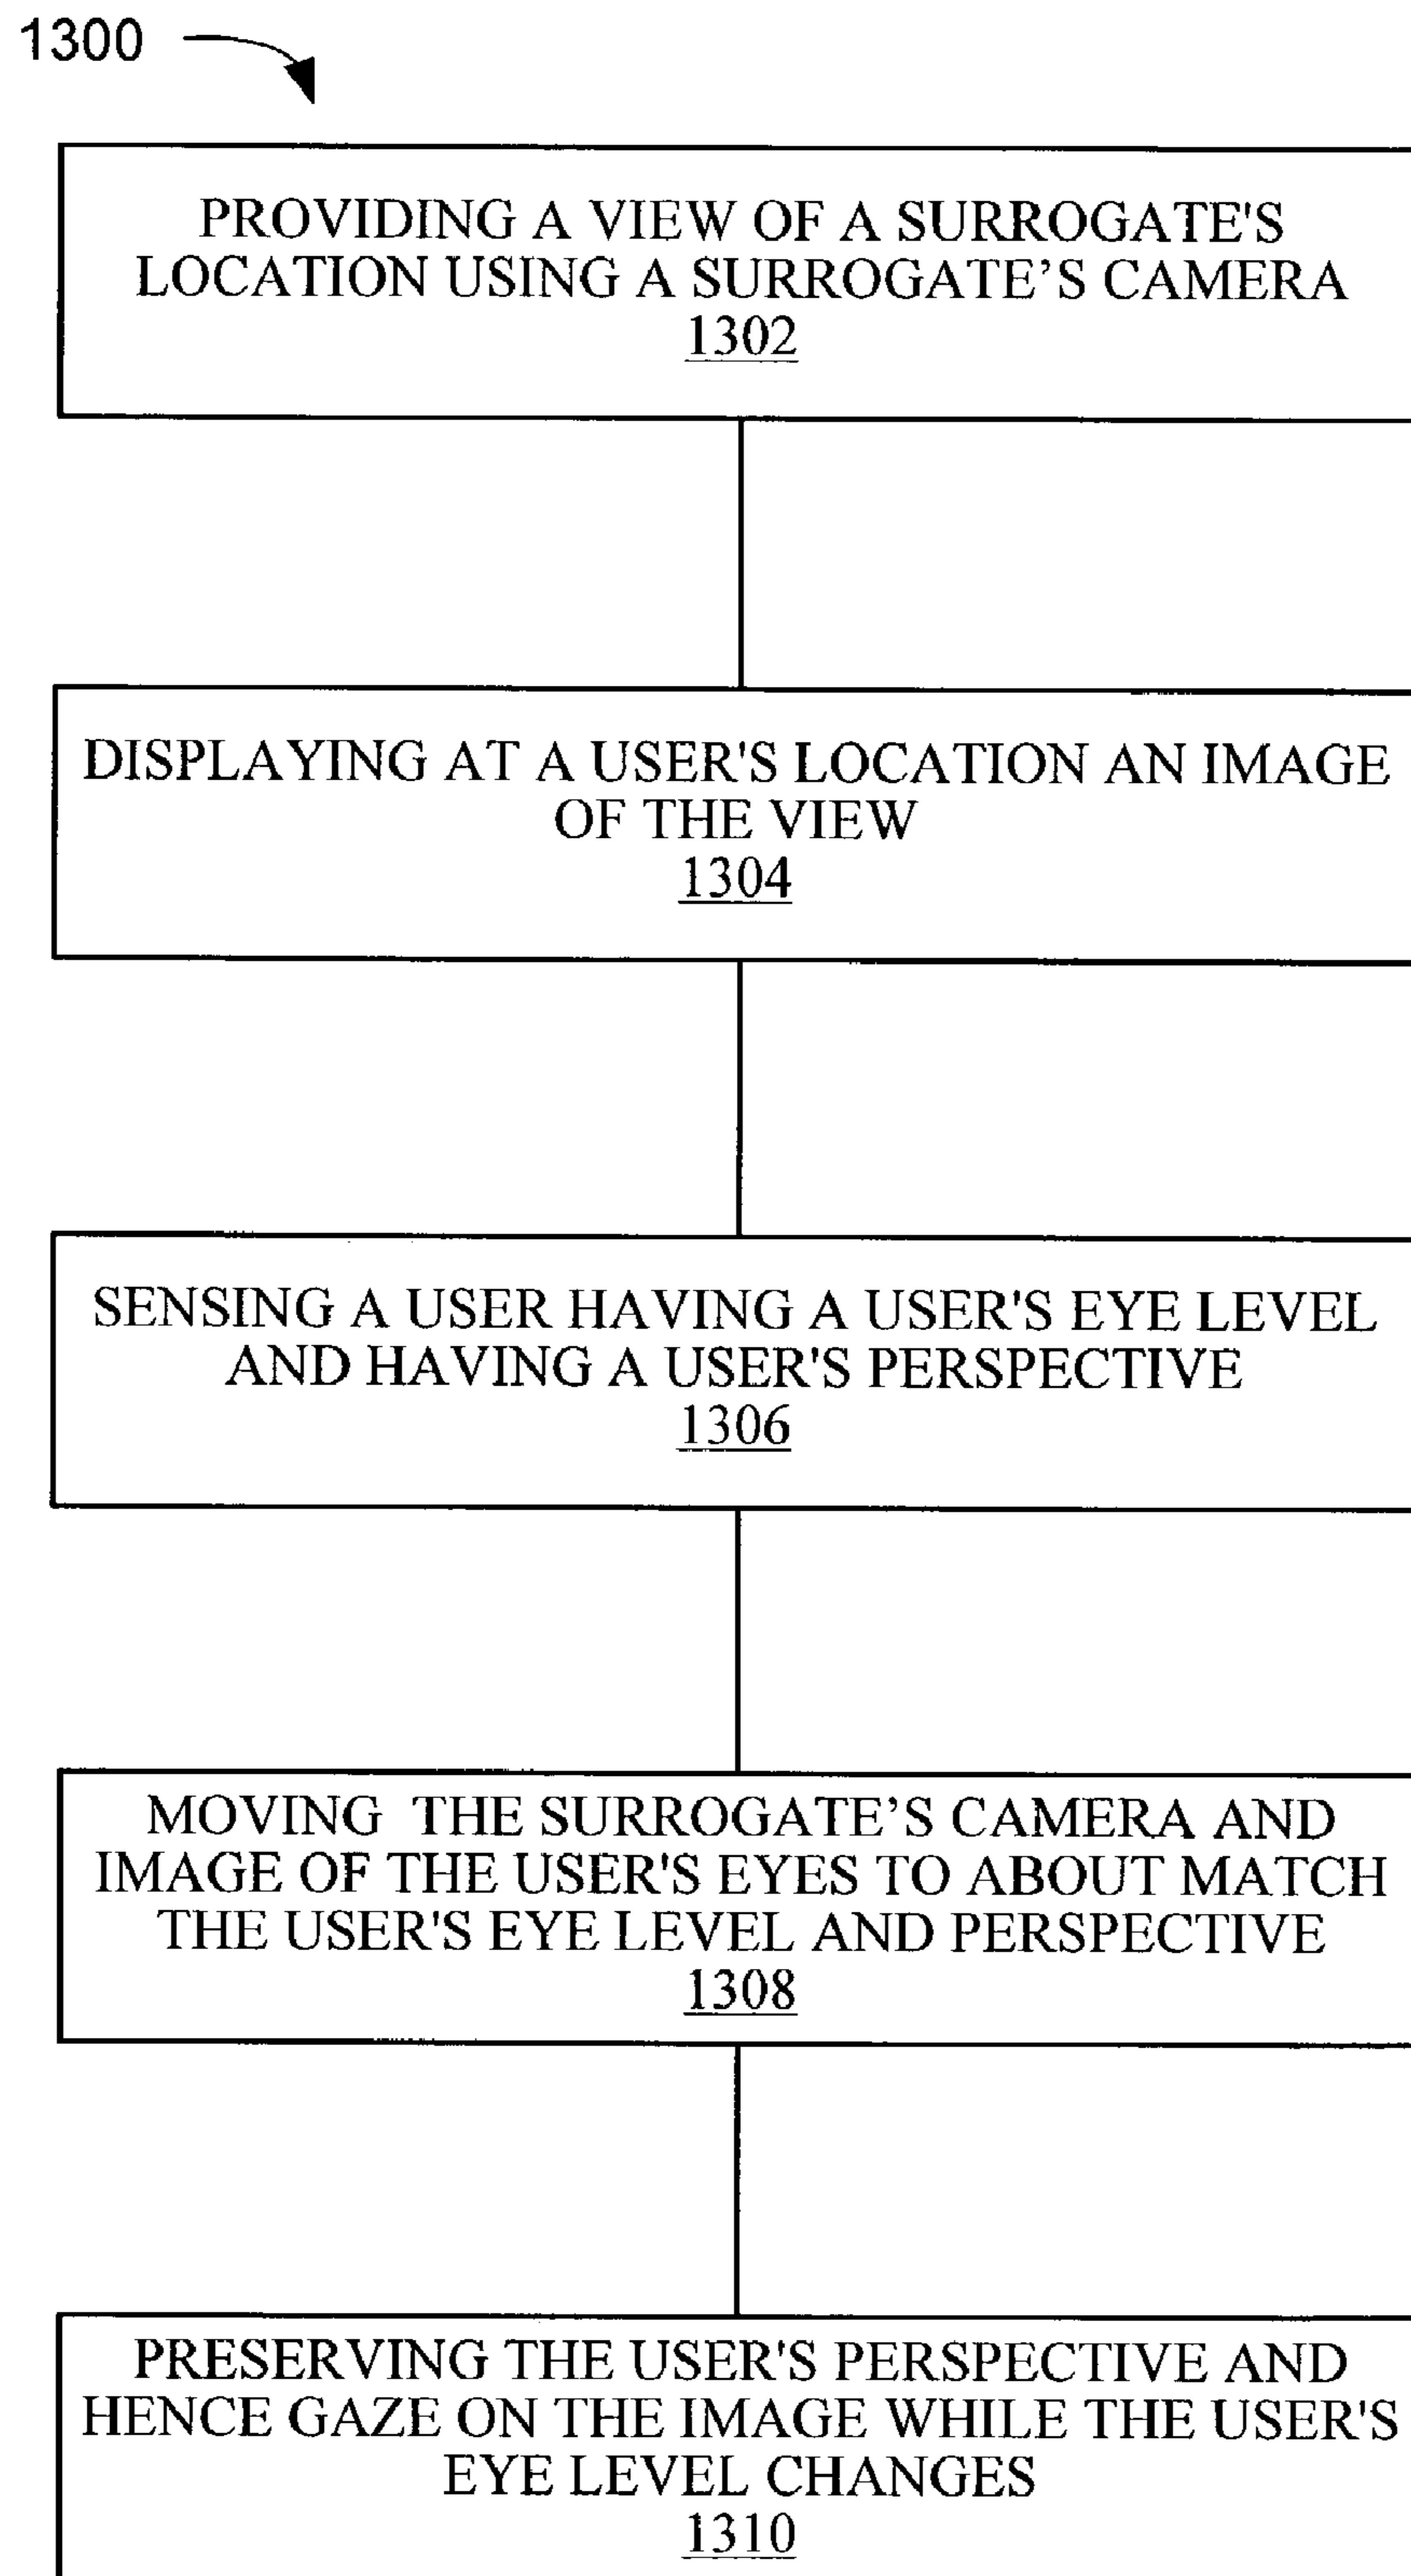 1300
PROVIDING A VIEW OF A SURROGATE'S
LOCATION USING A SURROGATE’S CAMERA
1302
DISPLAYING AT A USER'S LOCATION AN IMAGE
OF THE VIEW
1304
SENSING A USER HAVING A USER'S EYE LEVEL
AND HAVING A USER'S PERSPECTIVE
1306
MOVING THE SURROGATE’S CAMERA AND
IMAGE OF THE USER'S EYES TO ABOUT MATCH
THE USER'S EYE LEVEL AND PERSPECTIVE
1308
PRESERVING THE USER'S PERSPECTIVE AND
HENCE GAZE ON THE IMAGE WHILE THE USER'S
EYE LEVEL CHANGES
1310